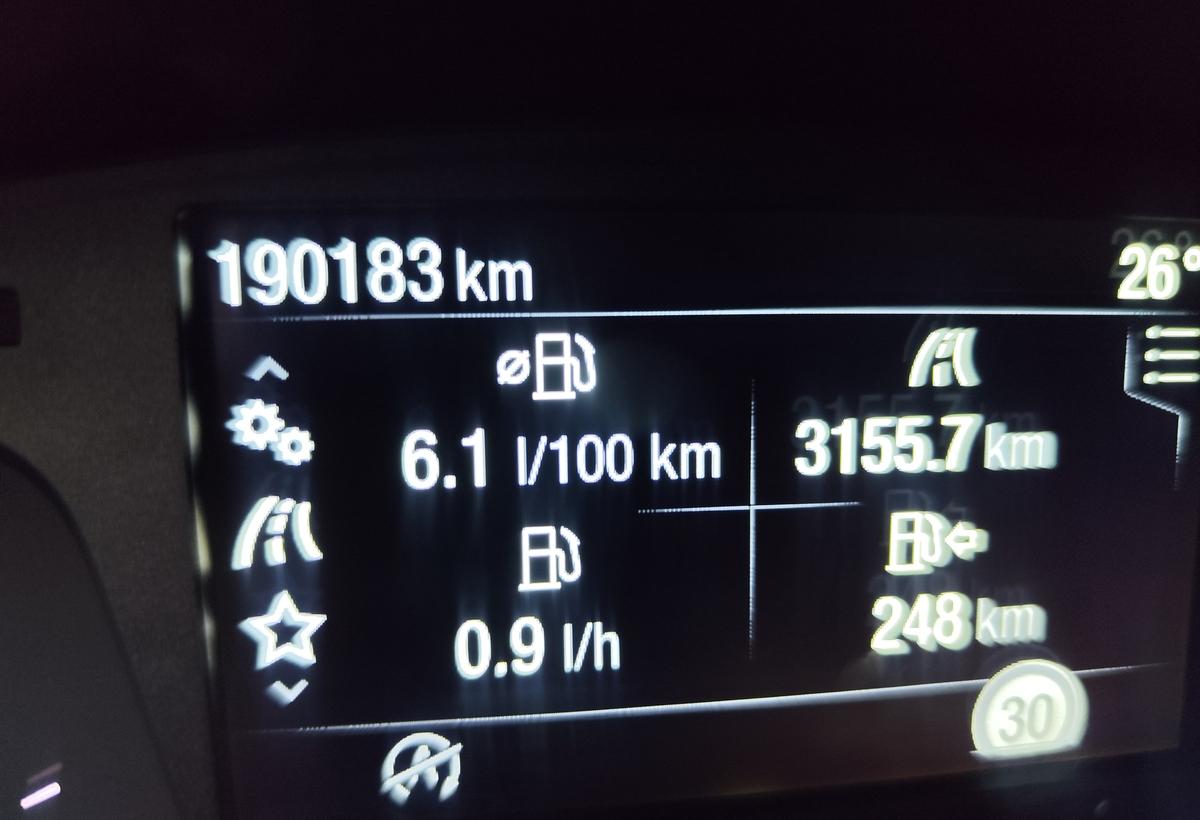 190183 km
26°
ø
6.1 l/100 km
3155.7 km
0.9 l/h
248 km
30
A